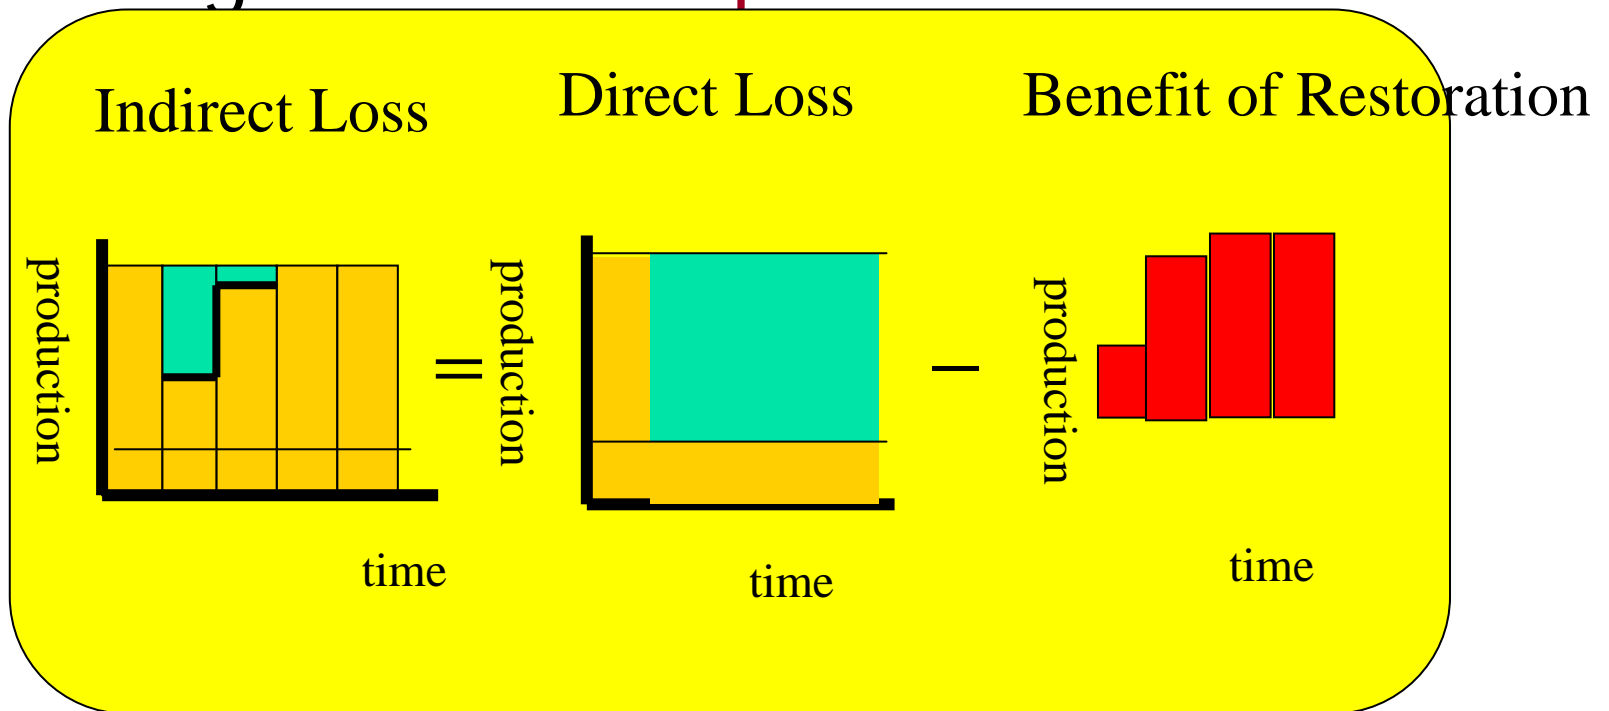 Indirect Loss
Direct Loss
Benefit of Restoration
production
=
production
–
production
time
time
time